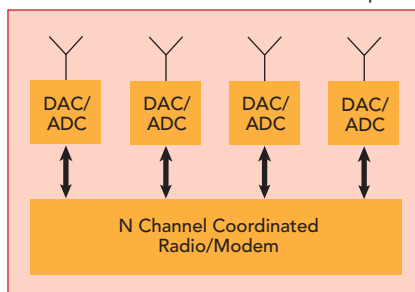 DAC/
ADC
DAC/
ADC
DAC/
ADC
DAC/
ADC
N Channel Coordinated
Radio/Modem